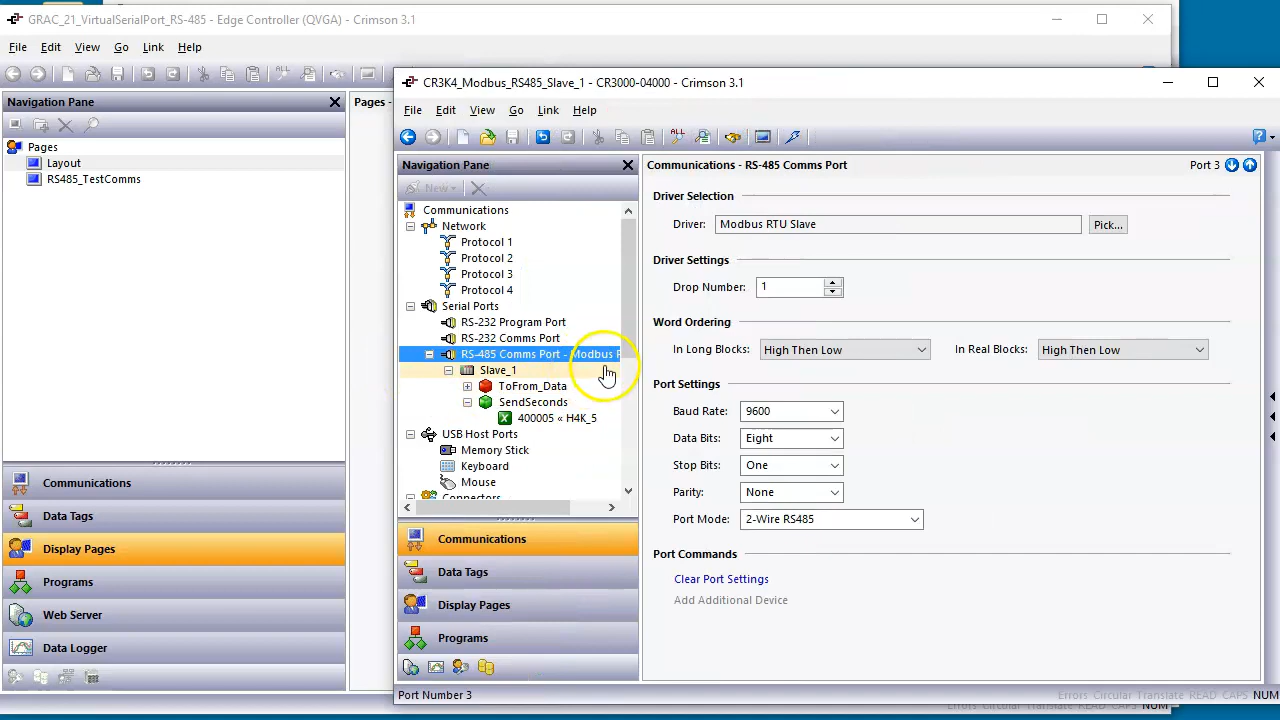 GRAC_21_VirtualSerialPort_RS-485 - Edge Controller (QVGA) - Crimson 3.1
File Edit View Go Link Help
Navigation Pane
Pages
Layout
RS485_TestComms
Communications
Data Tags
Display Pages
Programs
Web Server
Data Logger
Pages -
CR3K4_Modbus_RS485_Slave_1 - CR3000-04000 - Crimson 3.1
File Edit View Go Link Help
Navigation Pane
New
Communications
Network
Protocol 1
Protocol 2
Protocol 3
Protocol 4
Serial Ports
RS-232 Program Port
RS-232 Comms Port
RS-485 Comms Port - Modbus
Slave_1
ToFrom_Data
SendSeconds
400005 « H4K_5
USB Host Ports
Memory Stick
Keyboard
Mouse
Connectors
Communications
Data Tags
Display Pages
Programs
Communications - RS-485 Comms Port
Port 3
Driver Selection
Driver: Modbus RTU Slave Pick...
Driver Settings
Drop Number: 1
Word Ordering
In Long Blocks: High Then Low In Real Blocks: High Then Low
Port Settings
Baud Rate: 9600
Data Bits: Eight
Stop Bits: One
Parity: None
Port Mode: 2-Wire RS485
Port Commands
Clear Port Settings
Add Additional Device
Port Number 3
Errors Circular Translate READ CAPS NUM
Errors Circular Translate READ CAPS NUM